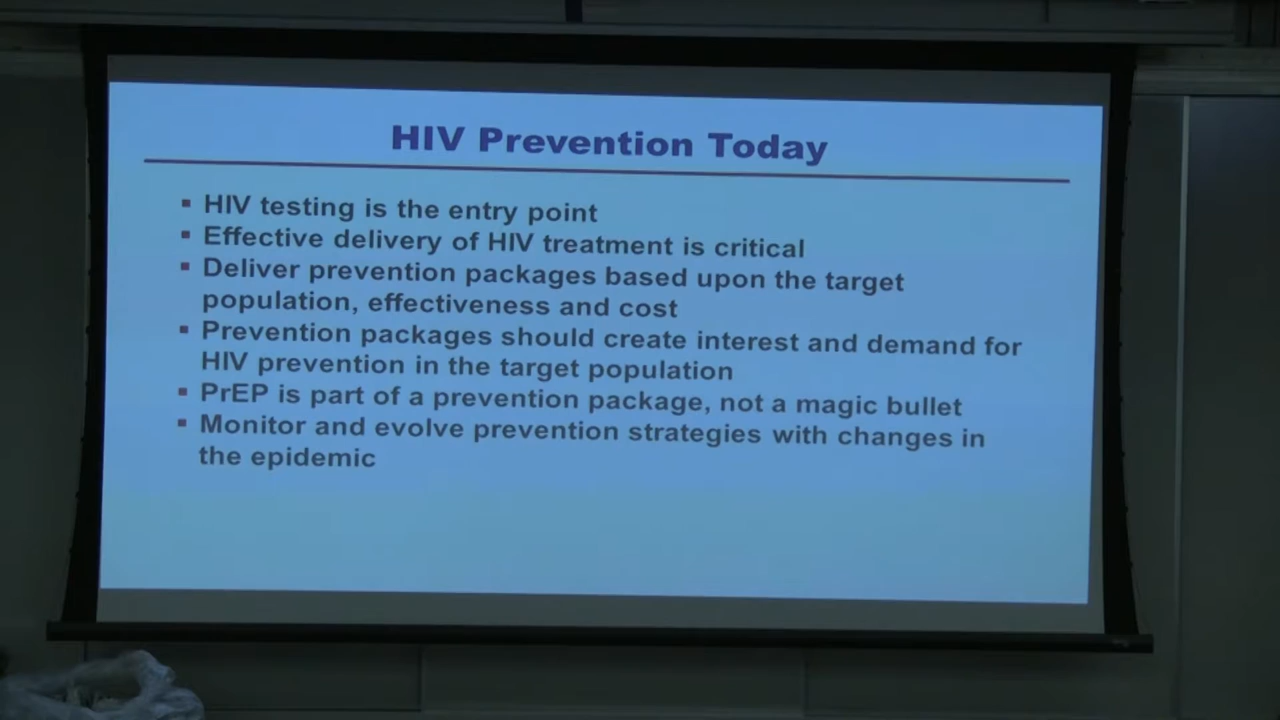 HIV Prevention Today
▪ HIV testing is the entry point
▪ Effective delivery of HIV treatment is critical
▪ Deliver prevention packages based upon the target
population, effectiveness and cost
▪ Prevention packages should create interest and demand for
HIV prevention in the target population
▪ PrEP is part of a prevention package, not a magic bullet
▪ Monitor and evolve prevention strategies with changes in
the epidemic